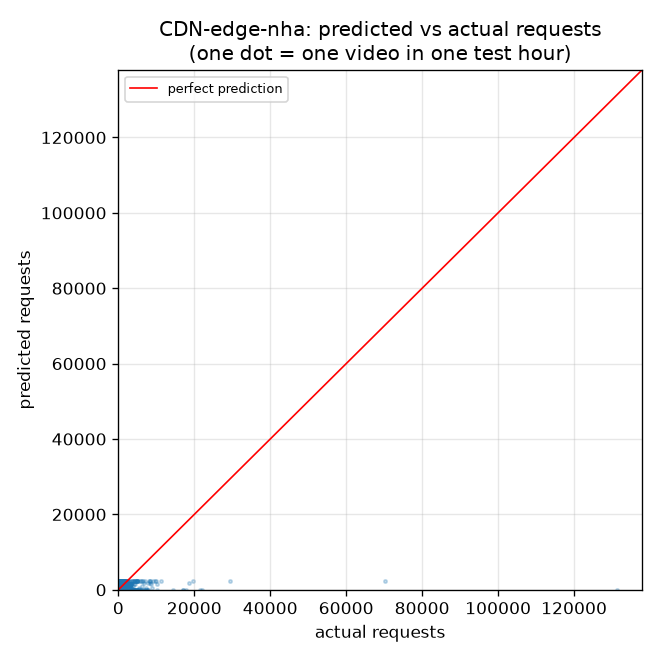 CDN-edge-nha: predicted vs actual requests
(one dot = one video in one test hour)
perfect prediction
120000
100000
80000
60000
40000
20000
0
predicted requests
0 20000 40000 60000 80000 100000 120000
actual requests